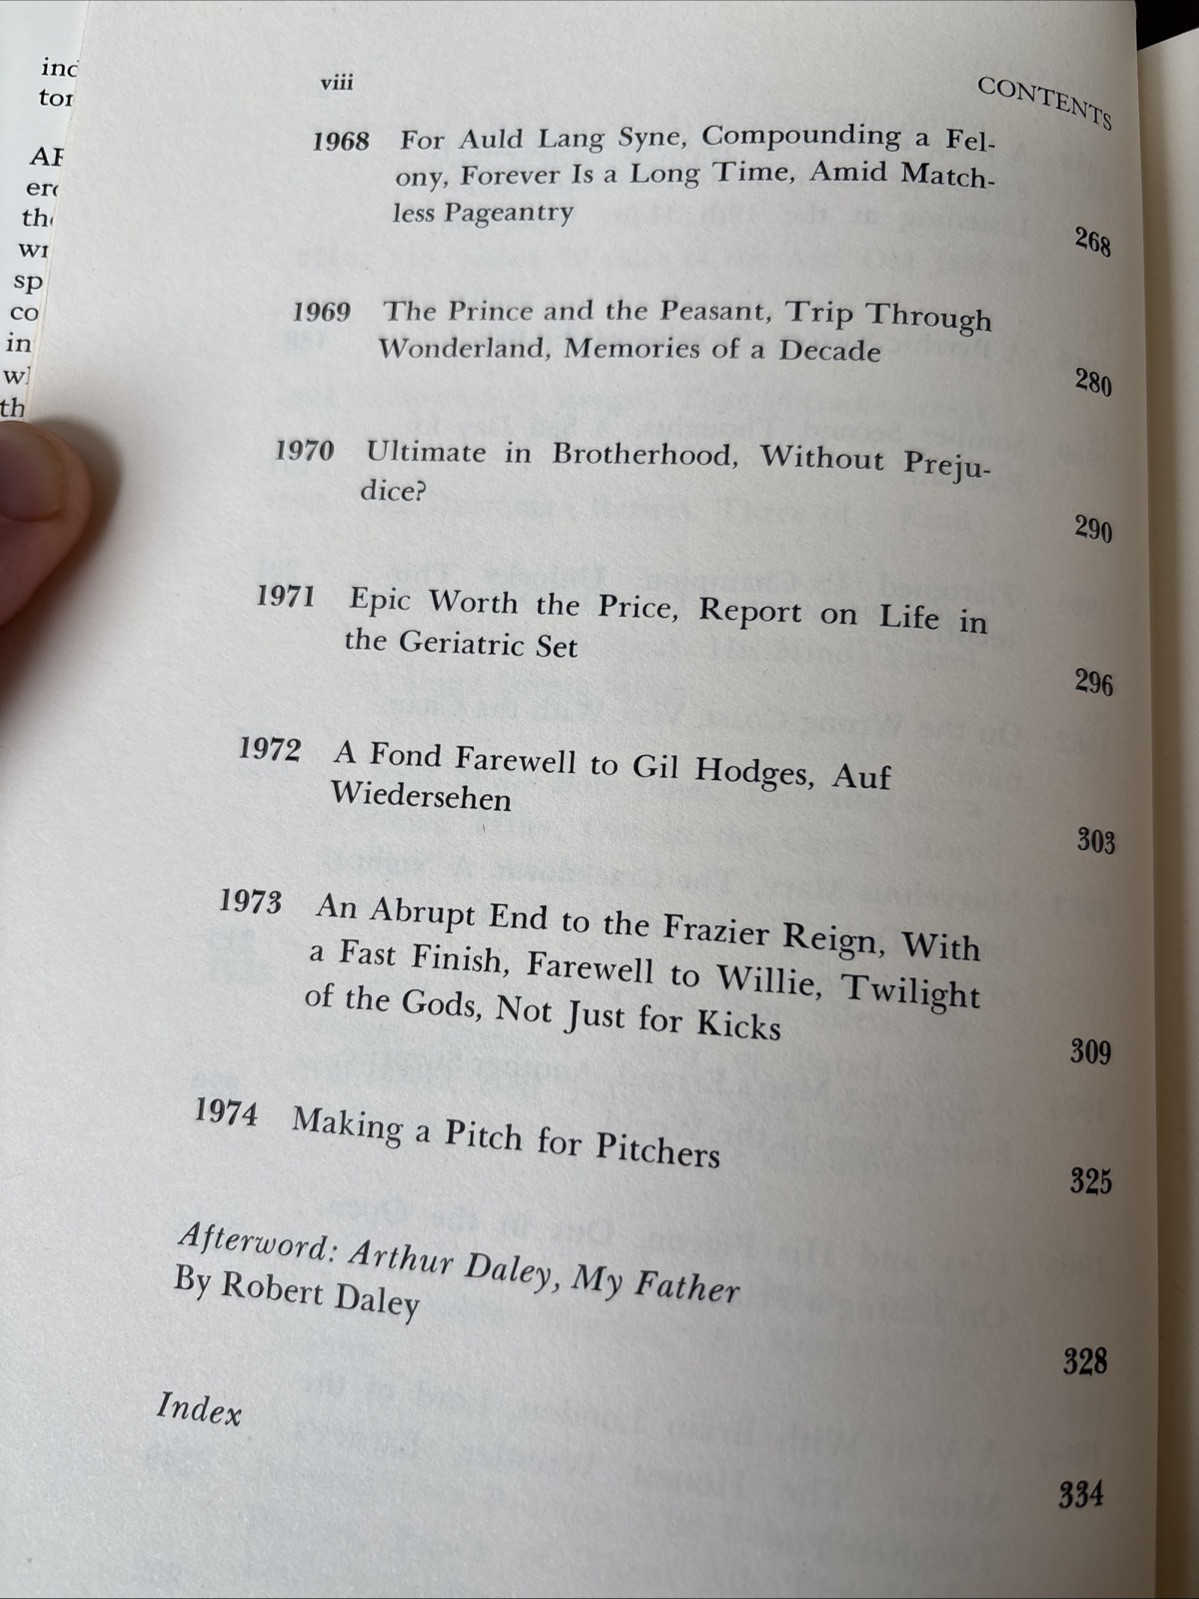 viii
CONTENTS
1968 For Auld Lang Syne, Compounding a Fel-
ony, Forever Is a Long Time, Amid Match-
less Pageantry
268
1969 The Prince and the Peasant, Trip Through
Wonderland, Memories of a Decade
280
1970 Ultimate in Brotherhood, Without Preju-
dice?
290
1971 Epic Worth the Price, Report on Life in
the Geriatric Set
296
1972 A Fond Farewell to Gil Hodges, Auf
Wiedersehen
303
1973 An Abrupt End to the Frazier Reign, With
a Fast Finish, Farewell to Willie, Twilight
of the Gods, Not Just for Kicks
309
1974 Making a Pitch for Pitchers
325
Afterword: Arthur Daley, My Father
By Robert Daley
328
Index
334